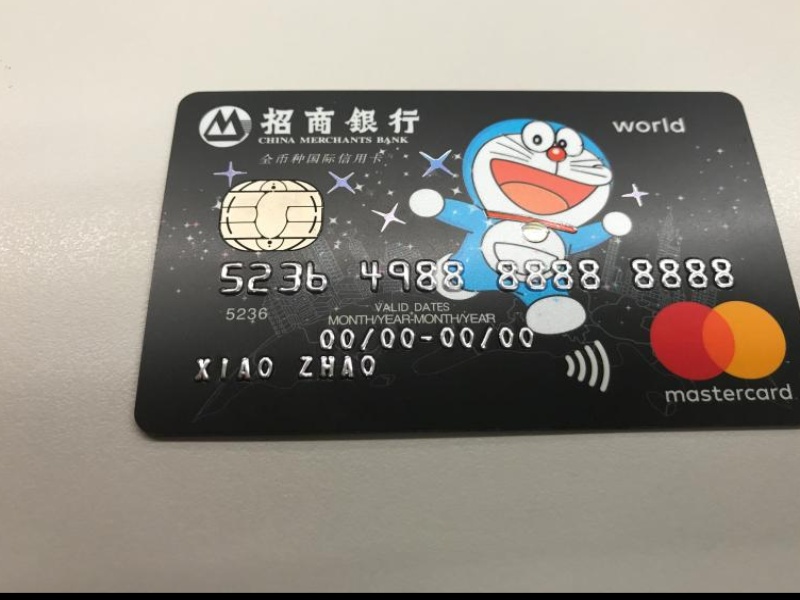 招商銀行
CHINA MERCHANTS BANK
全币种国际信用卡
world
5236 4988 8888 8888
5236
VALID DATES
MONTH/YEAR-MONTH/YEAR
00/00-00/00
XIAO ZHAO
mastercard